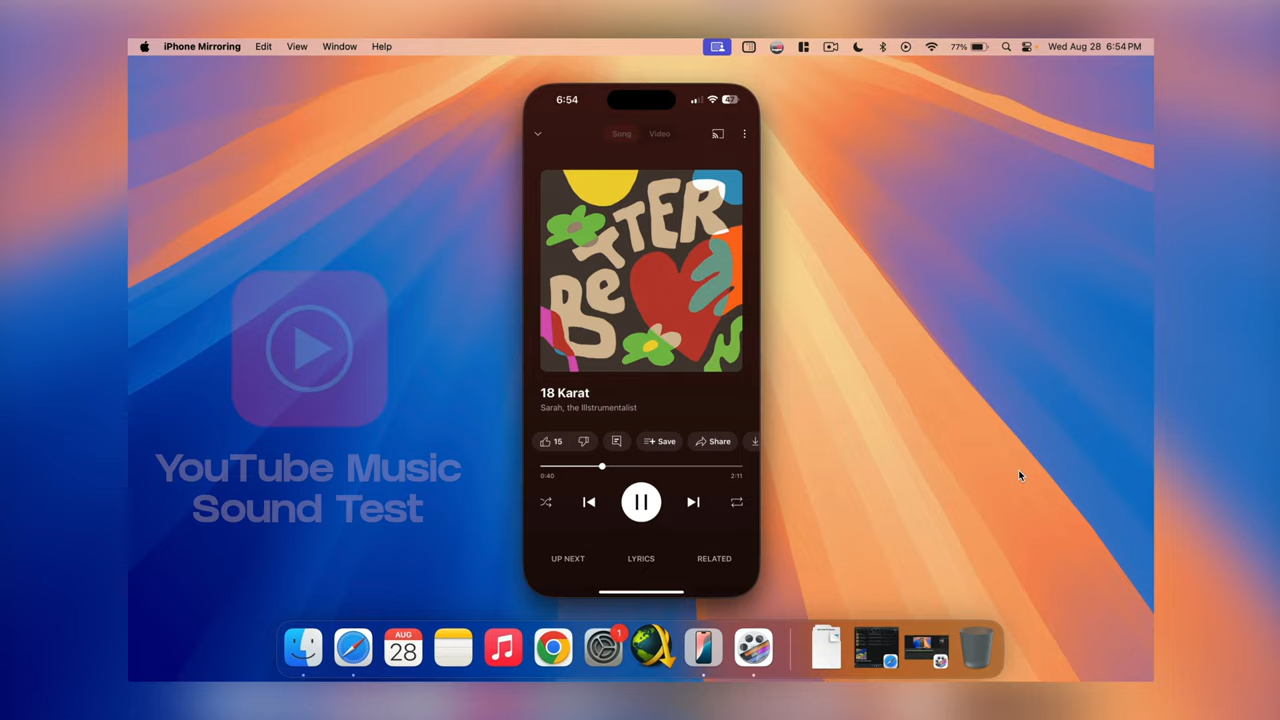 iPhone Mirroring Edit View Window Help 77% Wed Aug 28 6:54 PM
6:54 47
Song Video
BeTTER
18 Karat
Sarah, the Illstrumentalist
15 Save Share
0:40 2:11
UP NEXT LYRICS RELATED
YouTube Music
Sound Test
AUG
28
1